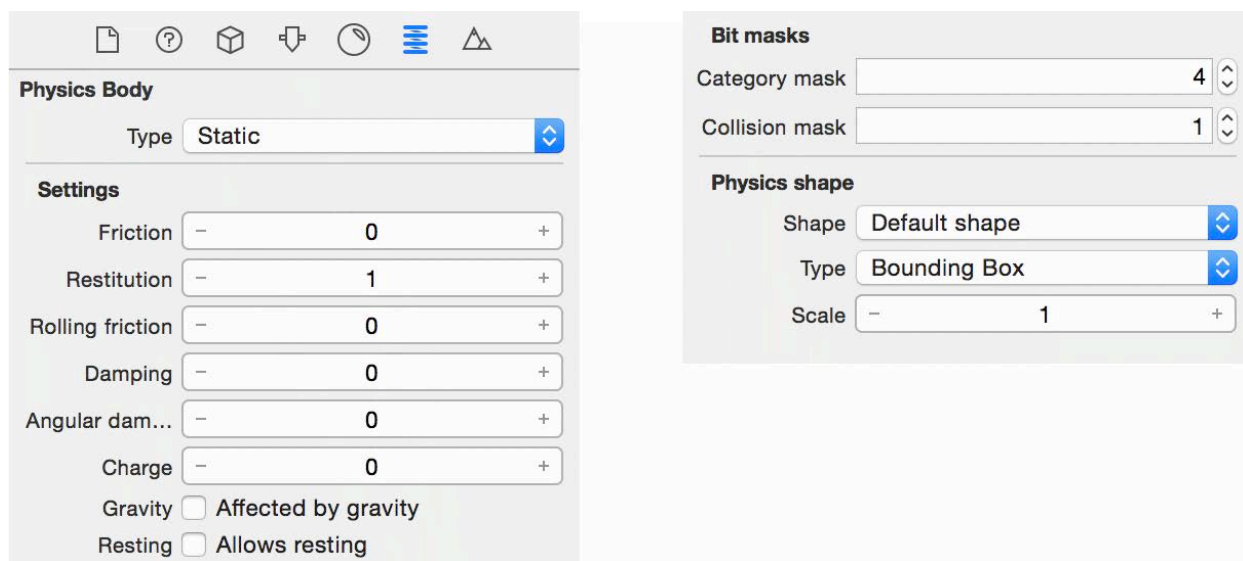 Physics Body
Type Static
Settings
Friction − 0 +
Restitution − 1 +
Rolling friction − 0 +
Damping − 0 +
Angular dam... − 0 +
Charge − 0 +
Gravity Affected by gravity
Resting Allows resting
Bit masks
Category mask 4
Collision mask 1
Physics shape
Shape Default shape
Type Bounding Box
Scale − 1 +